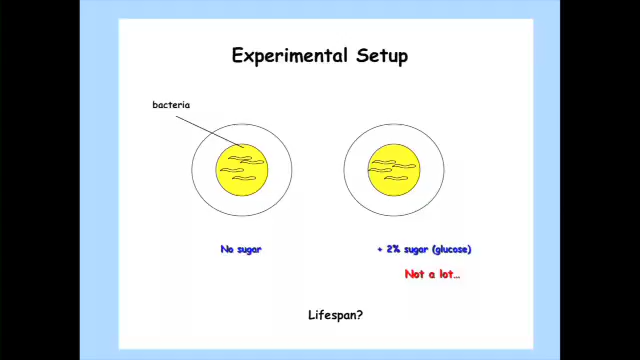 Experimental Setup
bacteria
No sugar
+ 2% sugar (glucose)
Not a lot…
Lifespan?